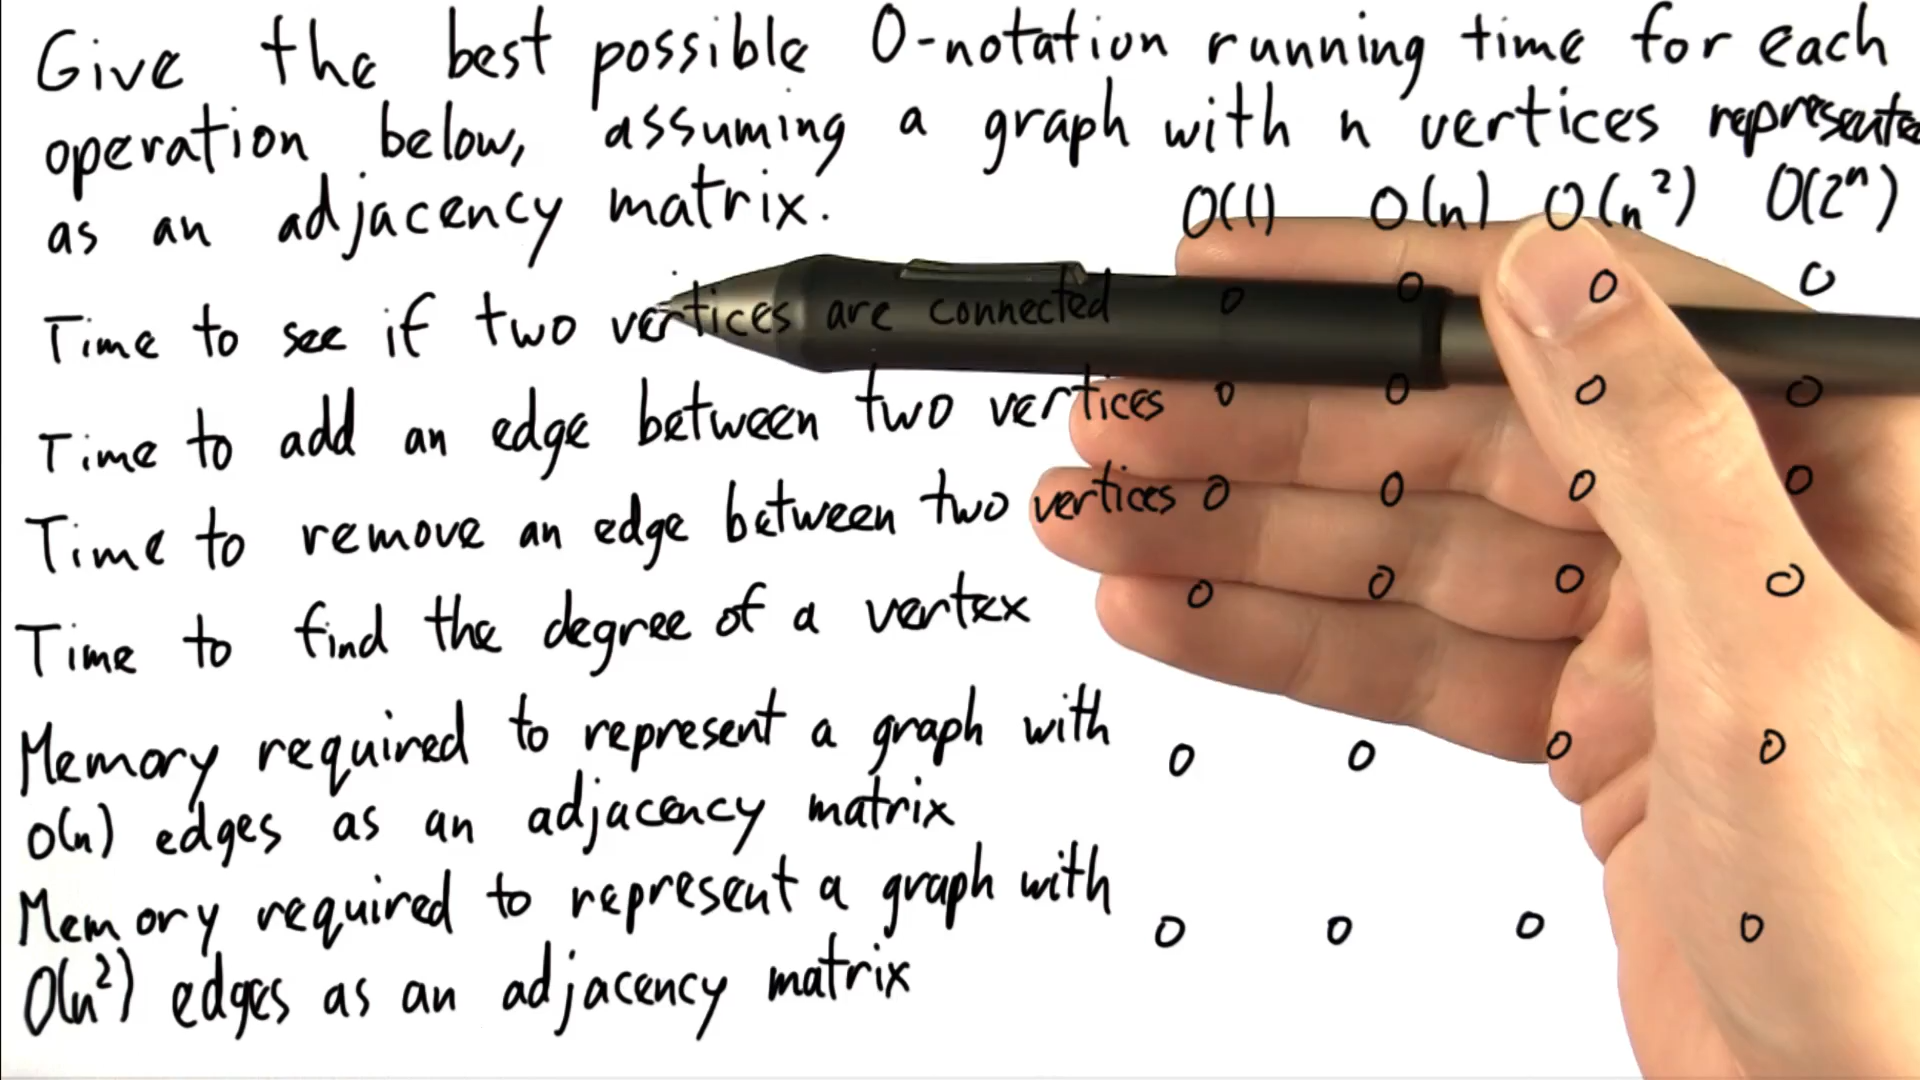 Give the best possible O-notation running time for each
operation below, assuming a graph with n vertices represente
as an adjacency matrix.
O(1) O(n) O(n²) O(2ⁿ)
Time to see if two vertices are connected
Time to add an edge between two vertices
Time to remove an edge between two vertices
Time to find the degree of a vertex
Memory required to represent a graph with
O(n) edges as an adjacency matrix
Memory required to represent a graph with
O(n²) edges as an adjacency matrix